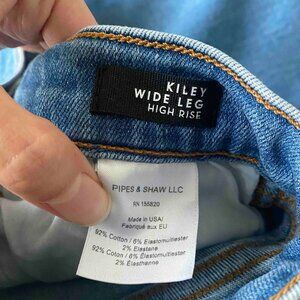 KILEY
WIDE LEG
HIGH RISE
PIPES & SHAW LLC
RN 155820
Made in USA/
Fabriqué aux EU
92% Cotton / 6% Elastomultiester
2% Elastane
92% Cotton / 6% Élastomultiester
2% Élasthanne